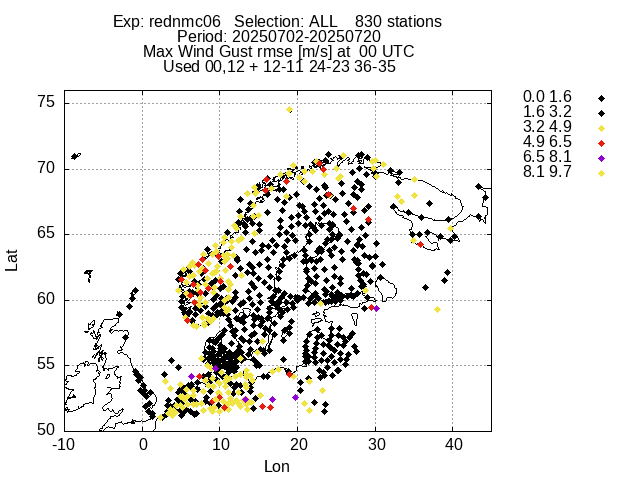 Exp: rednmc06 Selection: ALL 830 stations
Period: 20250702-20250720
Max Wind Gust rmse [m/s] at 00 UTC
Used 00,12 + 12-11 24-23 36-35
0.0 1.6
1.6 3.2
3.2 4.9
4.9 6.5
6.5 8.1
8.1 9.7
75
70
65
60
55
50
Lat
-10 0 10 20 30 40
Lon